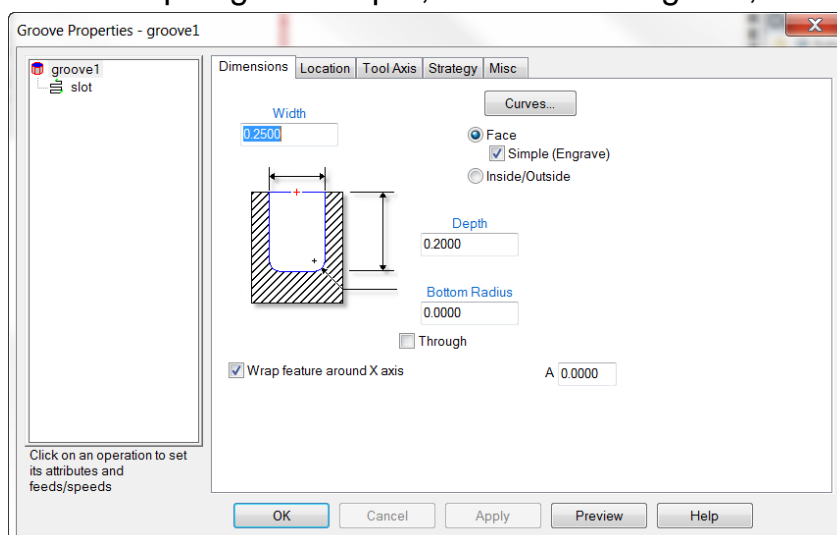 Groove Properties - groove1
groove1
slot
Dimensions Location Tool Axis Strategy Misc
Width
0.2500
Curves...
Face
Simple (Engrave)
Inside/Outside
Depth
0.2000
Bottom Radius
0.0000
Through
Wrap feature around X axis
A 0.0000
Click on an operation to set
its attributes and
feeds/speeds
OK Cancel Apply Preview Help